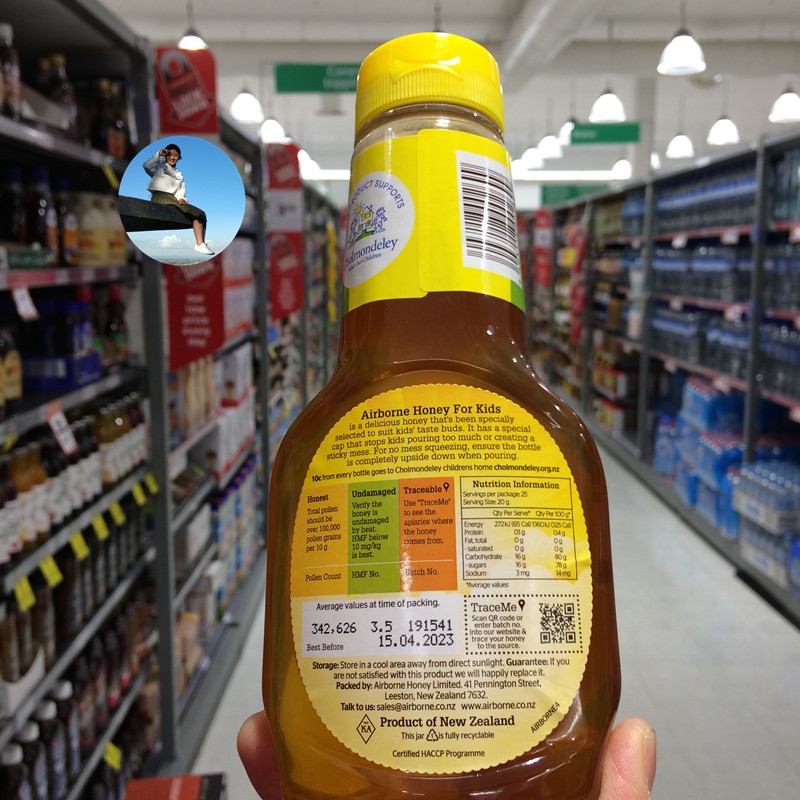 PRODUCT SUPPORTS
Cholmondeley
Airborne Honey For Kids
is a delicious honey that's been specially
selected to suit kids' taste buds. It has a special
cap that stops kids pouring too much or creating a
sticky mess. For no mess squeezing, ensure the bottle
is completely upside down when pouring.
10c from every bottle goes to Cholmondeley childrens home cholmondeley.org.nz
Honest
Total pollen
should be
over 100,000
pollen grains
per 10 g
Pollen Count
Undamaged
Verify the
honey is
undamaged
by heat.
HMF below
10 mg/kg
is best.
HMF No.
Traceable
Use "TraceMe"
to see the
apiaries where
the honey
comes from.
Batch No.
Nutrition Information
Servings per package: 25
Serving Size: 20 g
Qty Per Serve* Qty Per 100 g*
Energy 272kJ (65 Cal) 1360kJ (325 Cal)
Protein 0.1 g 0.4 g
Fat, total 0 g 0 g
- saturated 0 g 0 g
Carbohydrate 16 g 80 g
- sugars 16 g 78 g
Sodium 3 mg 14 mg
*Average values
Average values at time of packing.
342,626 3.5 191541
Best Before 15.04.2023
TraceMe
Scan QR code or
enter batch no.
into our website &
trace your honey
to the source.
Storage: Store in a cool area away from direct sunlight. Guarantee: If you
are not satisfied with this product we will happily replace it.
Packed by: Airborne Honey Limited. 41 Pennington Street,
Leeston, New Zealand 7632.
Talk to us: sales@airborne.co.nz www.airborne.co.nz
KA
Product of New Zealand
This jar is fully recyclable
Certified HACCP Programme
AIRBORNE4